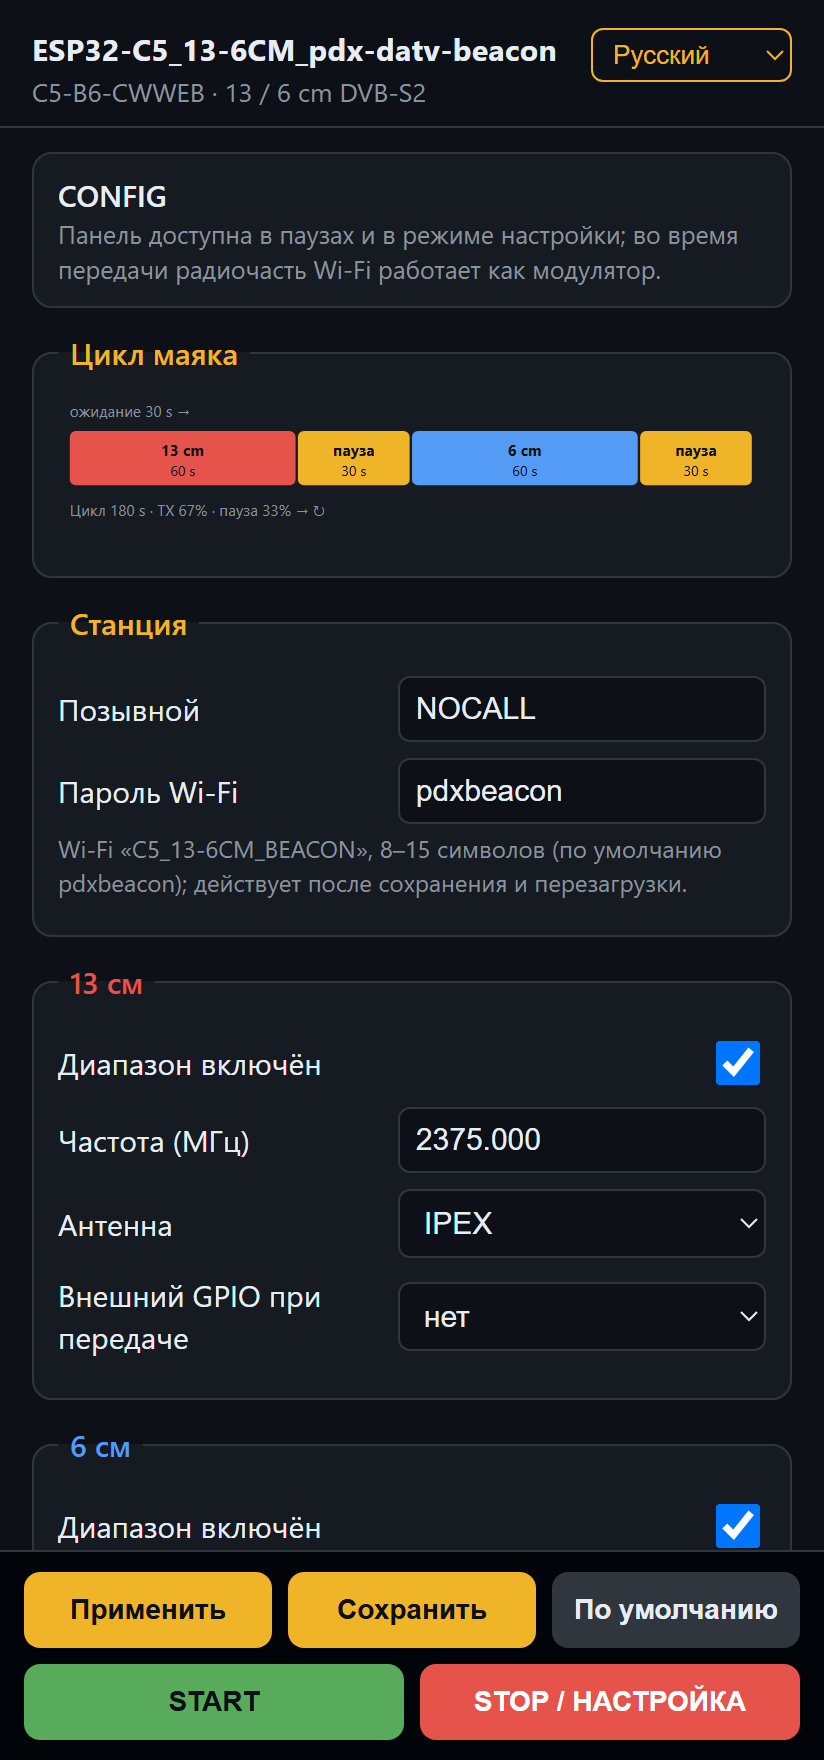 ESP32-C5_13-6CM_pdx-datv-beacon
Русский
C5-B6-CWWEB · 13 / 6 cm DVB-S2
CONFIG
Панель доступна в паузах и в режиме настройки; во время
передачи радиочасть Wi-Fi работает как модулятор.
Цикл маяка
ожидание 30 s →
13 cm
60 s
пауза
30 s
6 cm
60 s
пауза
30 s
Цикл 180 s · TX 67% · пауза 33% → ↻
Станция
Позывной
NOCALL
Пароль Wi-Fi
pdxbeacon
Wi-Fi «C5_13-6CM_BEACON», 8–15 символов (по умолчанию
pdxbeacon); действует после сохранения и перезагрузки.
13 см
Диапазон включён
Частота (МГц)
2375.000
Антенна
IPEX
Внешний GPIO при
передаче
нет
6 см
Диапазон включён
Применить
Сохранить
По умолчанию
START
STOP / НАСТРОЙКА